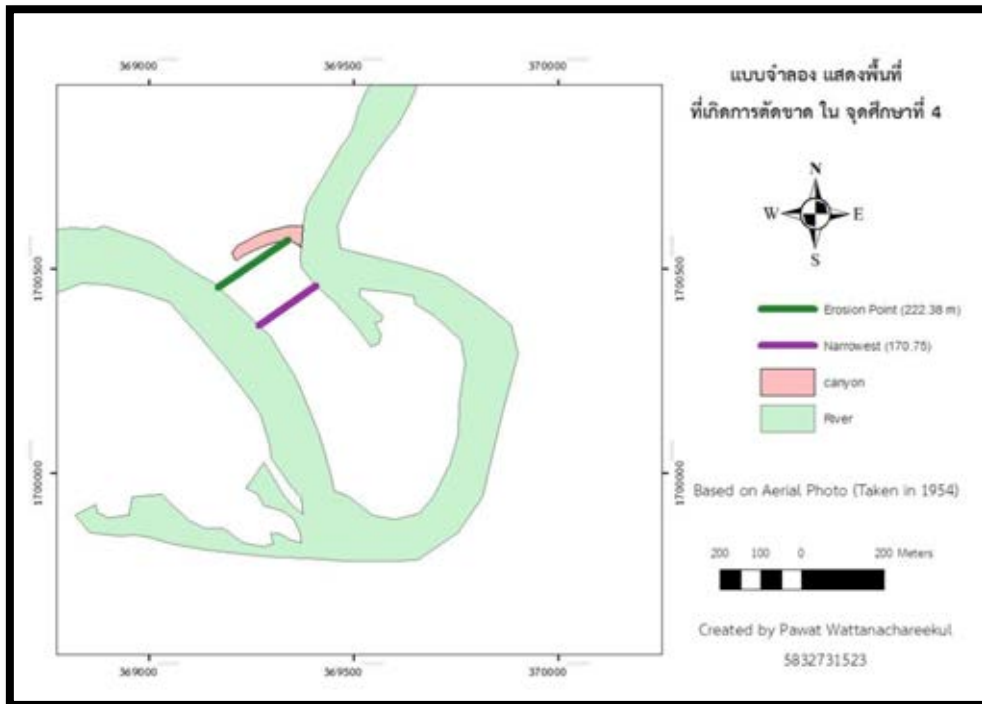 369000 369500 370000
1700500
1700000
1700500
1700000
369000 369500 370000
แบบจำลอง แสดงพื้นที่
ที่เกิดการตัดขาด ใน จุดศึกษาที่ 4
N
W E
S
Erosion Point (222.38 m)
Narrowest (170.75)
canyon
River
Based on Aerial Photo (Taken in 1954)
200 100 0 200 Meters
Created by Pawat Wattanachareekul
5832731523